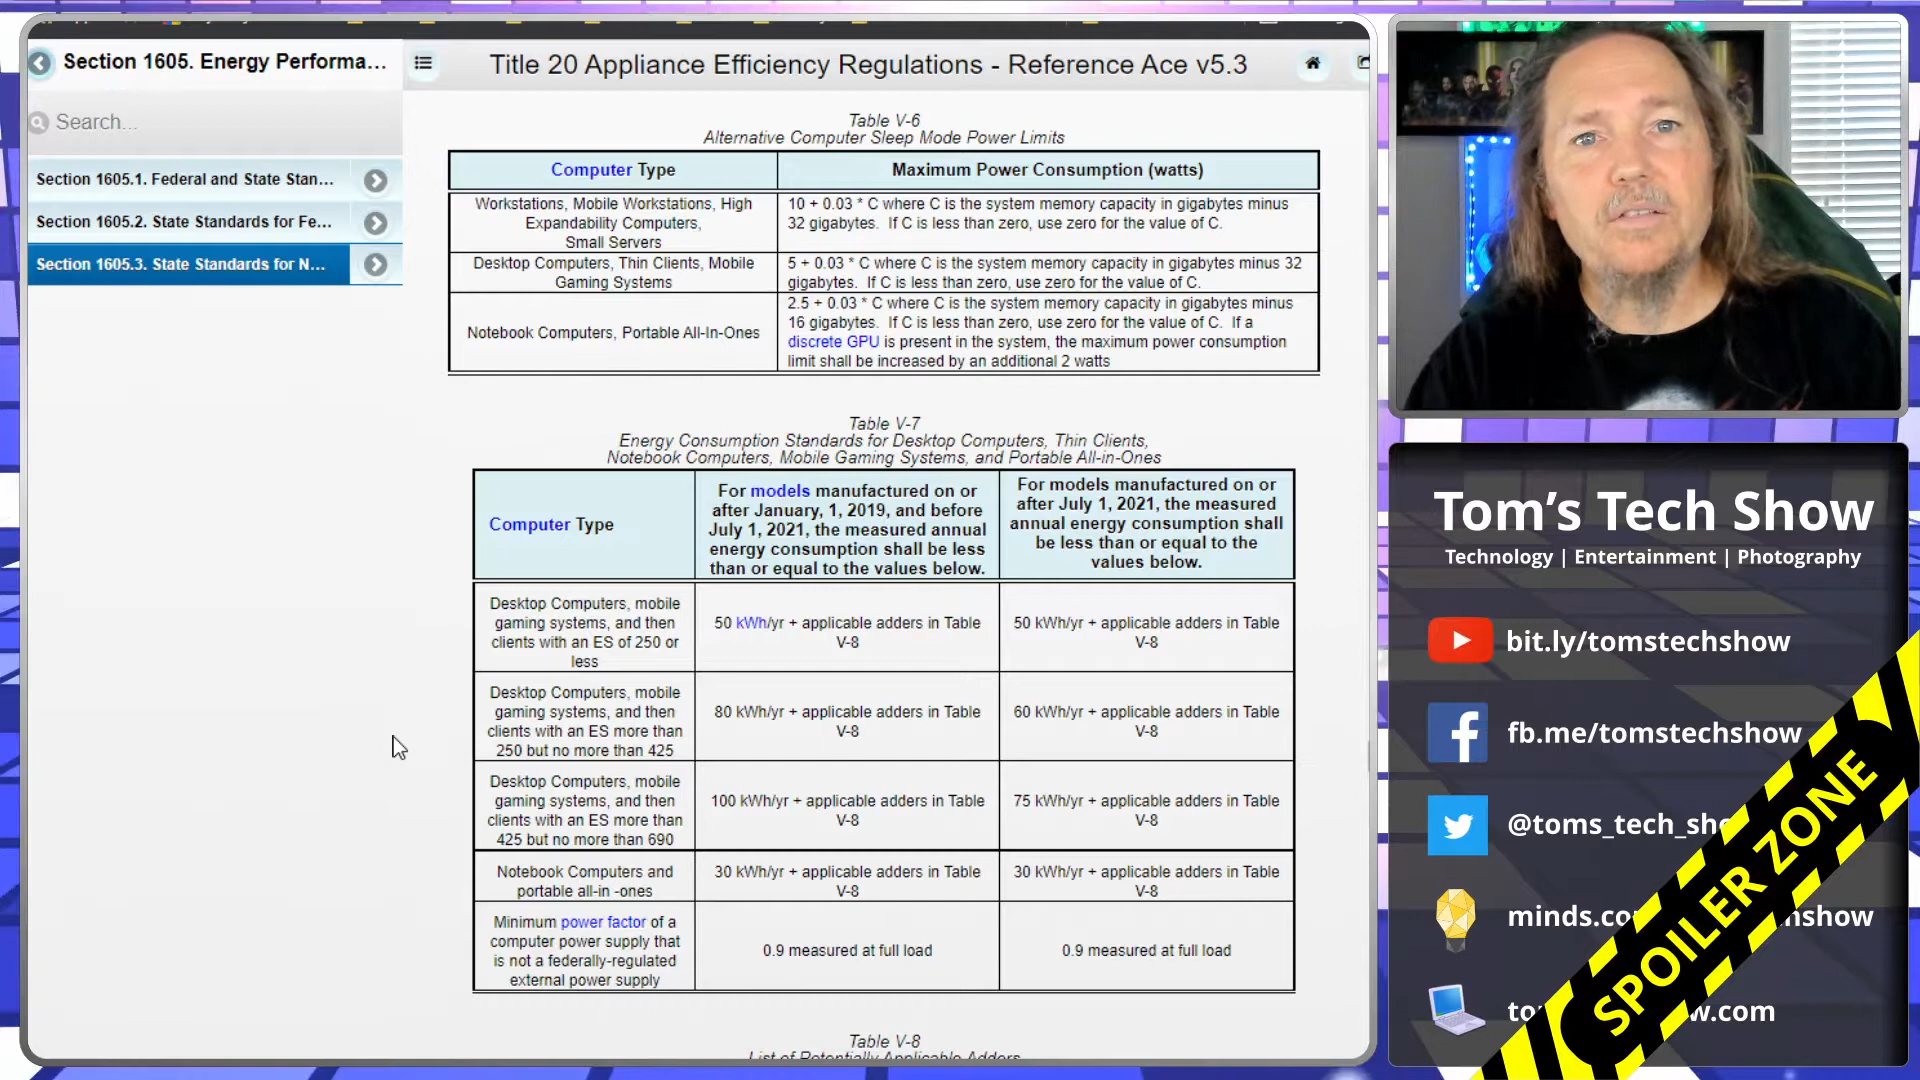 Section 1605. Energy Performa...
Title 20 Appliance Efficiency Regulations - Reference Ace v5.3
Search...
Section 1605.1. Federal and State Stan...
Section 1605.2. State Standards for Fe...
Section 1605.3. State Standards for N...
Table V-6
Alternative Computer Sleep Mode Power Limits
Computer Type
Maximum Power Consumption (watts)
Workstations, Mobile Workstations, High
Expandability Computers,
Small Servers
10 + 0.03 * C where C is the system memory capacity in gigabytes minus
32 gigabytes. If C is less than zero, use zero for the value of C.
Desktop Computers, Thin Clients, Mobile
Gaming Systems
5 + 0.03 * C where C is the system memory capacity in gigabytes minus 32
gigabytes. If C is less than zero, use zero for the value of C.
Notebook Computers, Portable All-In-Ones
2.5 + 0.03 * C where C is the system memory capacity in gigabytes minus
16 gigabytes. If C is less than zero, use zero for the value of C. If a
discrete GPU is present in the system, the maximum power consumption
limit shall be increased by an additional 2 watts
Table V-7
Energy Consumption Standards for Desktop Computers, Thin Clients,
Notebook Computers, Mobile Gaming Systems, and Portable All-in-Ones
Computer Type
For models manufactured on or
after January, 1, 2019, and before
July 1, 2021, the measured annual
energy consumption shall be less
than or equal to the values below.
For models manufactured on or
after July 1, 2021, the measured
annual energy consumption shall
be less than or equal to the
values below.
Desktop Computers, mobile
gaming systems, and then
clients with an ES of 250 or
less
50 kWh/yr + applicable adders in Table
V-8
50 kWh/yr + applicable adders in Table
V-8
Desktop Computers, mobile
gaming systems, and then
clients with an ES more than
250 but no more than 425
80 kWh/yr + applicable adders in Table
V-8
60 kWh/yr + applicable adders in Table
V-8
Desktop Computers, mobile
gaming systems, and then
clients with an ES more than
425 but no more than 690
100 kWh/yr + applicable adders in Table
V-8
75 kWh/yr + applicable adders in Table
V-8
Notebook Computers and
portable all-in -ones
30 kWh/yr + applicable adders in Table
V-8
30 kWh/yr + applicable adders in Table
V-8
Minimum power factor of a
computer power supply that
is not a federally-regulated
external power supply
0.9 measured at full load
0.9 measured at full load
Table V-8
List of Potentially Applicable Adders
Tom's Tech Show
Technology | Entertainment | Photography
bit.ly/tomstechshow
fb.me/tomstechshow
@toms_tech_sho
minds.co
hshow
w.com
SPOILER ZONE